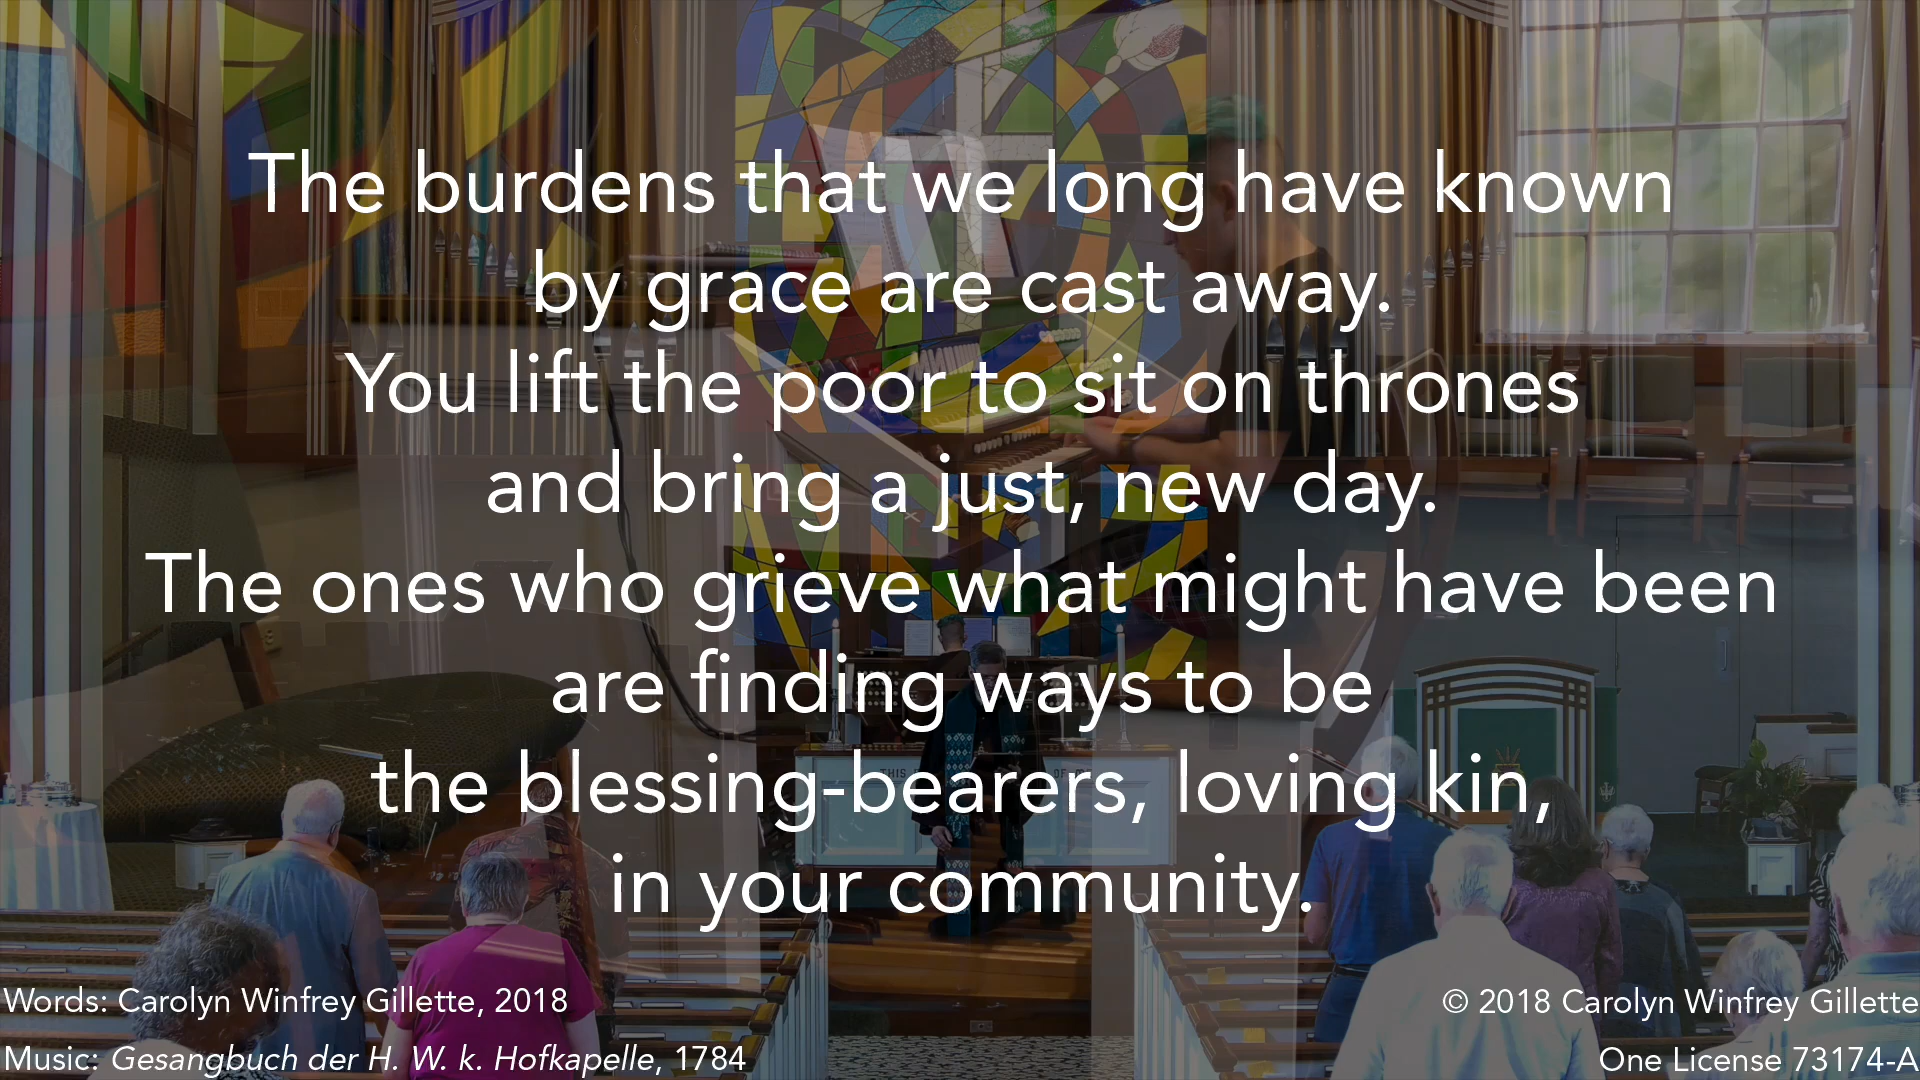 The burdens that we long have known
by grace are cast away.
You lift the poor to sit on thrones
and bring a just, new day.
The ones who grieve what might have been
are finding ways to be
the blessing-bearers, loving kin,
in your community.
THIS OF
Words: Carolyn Winfrey Gillette, 2018
© 2018 Carolyn Winfrey Gillette
Music: Gesangbuch der H. W. k. Hofkapelle, 1784
One License 73174-A